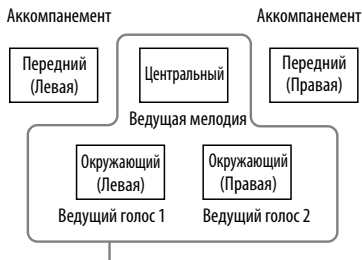 Аккомпанемент Аккомпанемент
Передний
(Левая)
Центральный
Передний
(Правая)
Ведущая мелодия
Окружающий
(Левая)
Окружающий
(Правая)
Ведущий голос 1 Ведущий голос 2